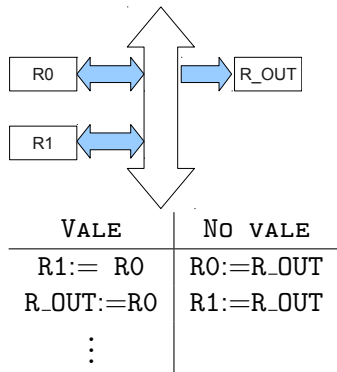 R0
R_OUT
R1
VALE NO VALE
R1:= R0 R0:=R_OUT
R_OUT:=R0 R1:=R_OUT
⋮